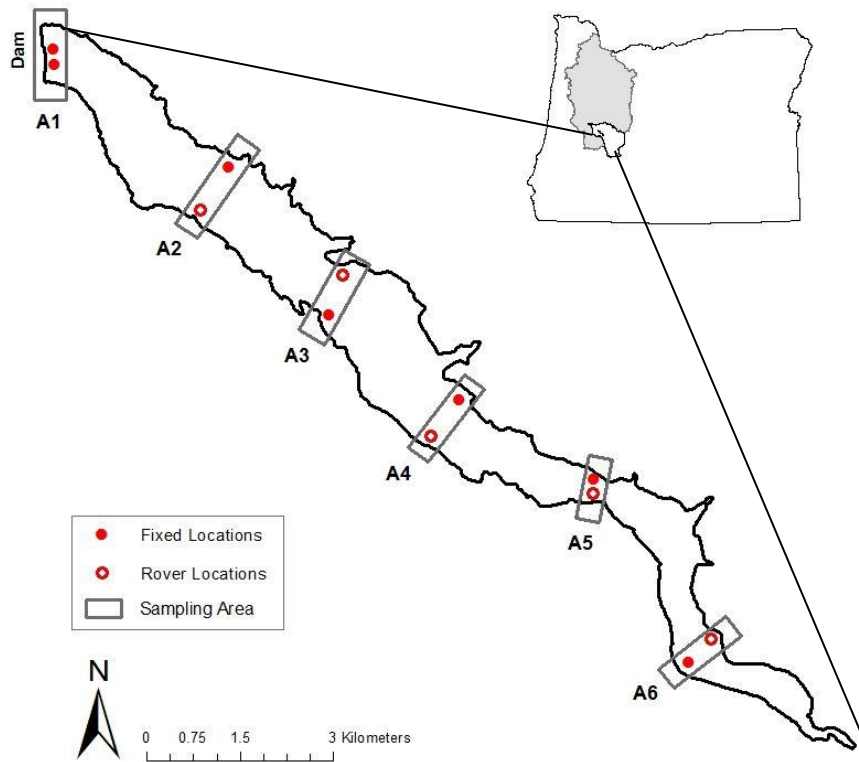 Dam
A1
A2
A3
A4
A5
A6
Fixed Locations
Rover Locations
Sampling Area
N
0 0.75 1.5 3 Kilometers